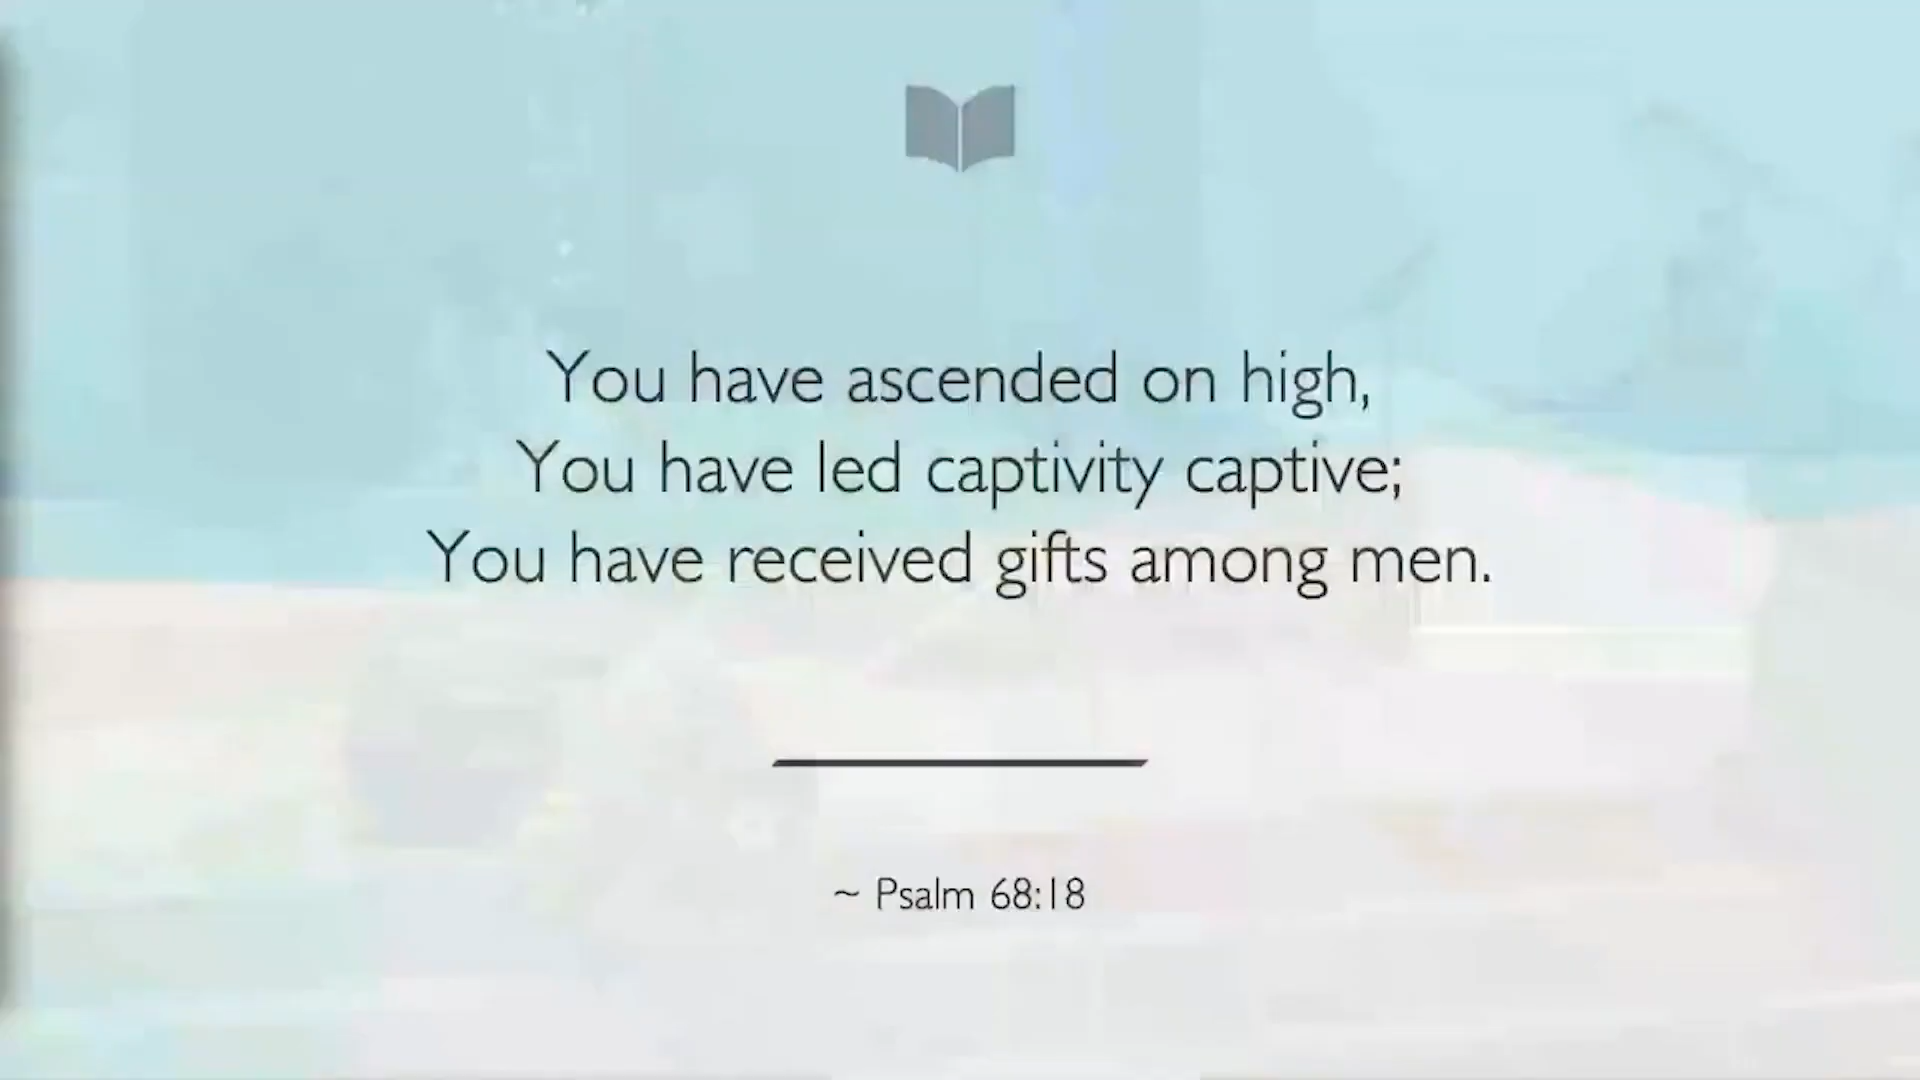 You have ascended on high,
You have led captivity captive;
You have received gifts among men.
~ Psalm 68:18